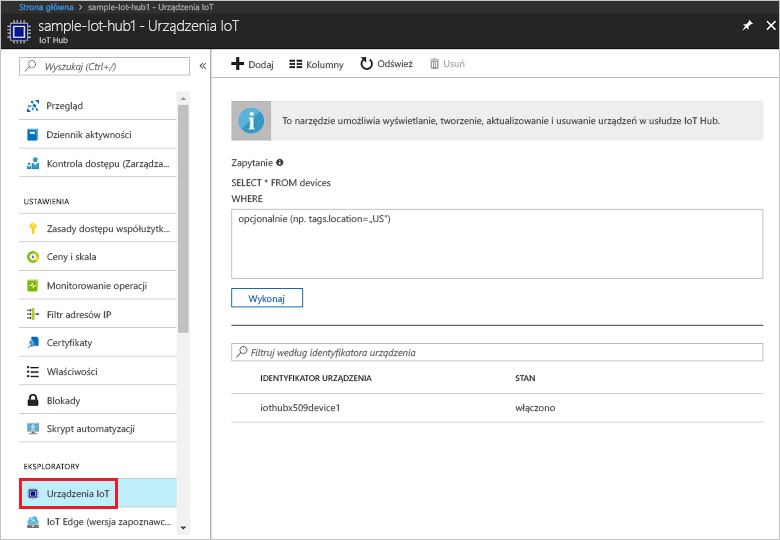 Strona główna > sample-lot-hub1 - Urządzenia IoT
sample-Iot-hub1 - Urządzenia IoT
IoT Hub
Wyszukaj (Ctrl+/)
Przegląd
Dziennik aktywności
Kontrola dostępu (Zarządza...
USTAWIENIA
Zasady dostępu współużytk...
Ceny i skala
Monitorowanie operacji
Filtr adresów IP
Certyfikaty
Właściwości
Blokady
Skrypt automatyzacji
EKSPLORATORY
Urządzenia IoT
IoT Edge (wersja zapoznawc...
Dodaj Kolumny Odśwież Usuń
To narzędzie umożliwia wyświetlanie, tworzenie, aktualizowanie i usuwanie urządzeń w usłudze IoT Hub.
Zapytanie
SELECT * FROM devices
WHERE
opcjonalnie (np. tags.location=„US”)
Wykonaj
Filtruj według identyfikatora urządzenia
IDENTYFIKATOR URZĄDZENIA STAN
iothubx509device1 włączono